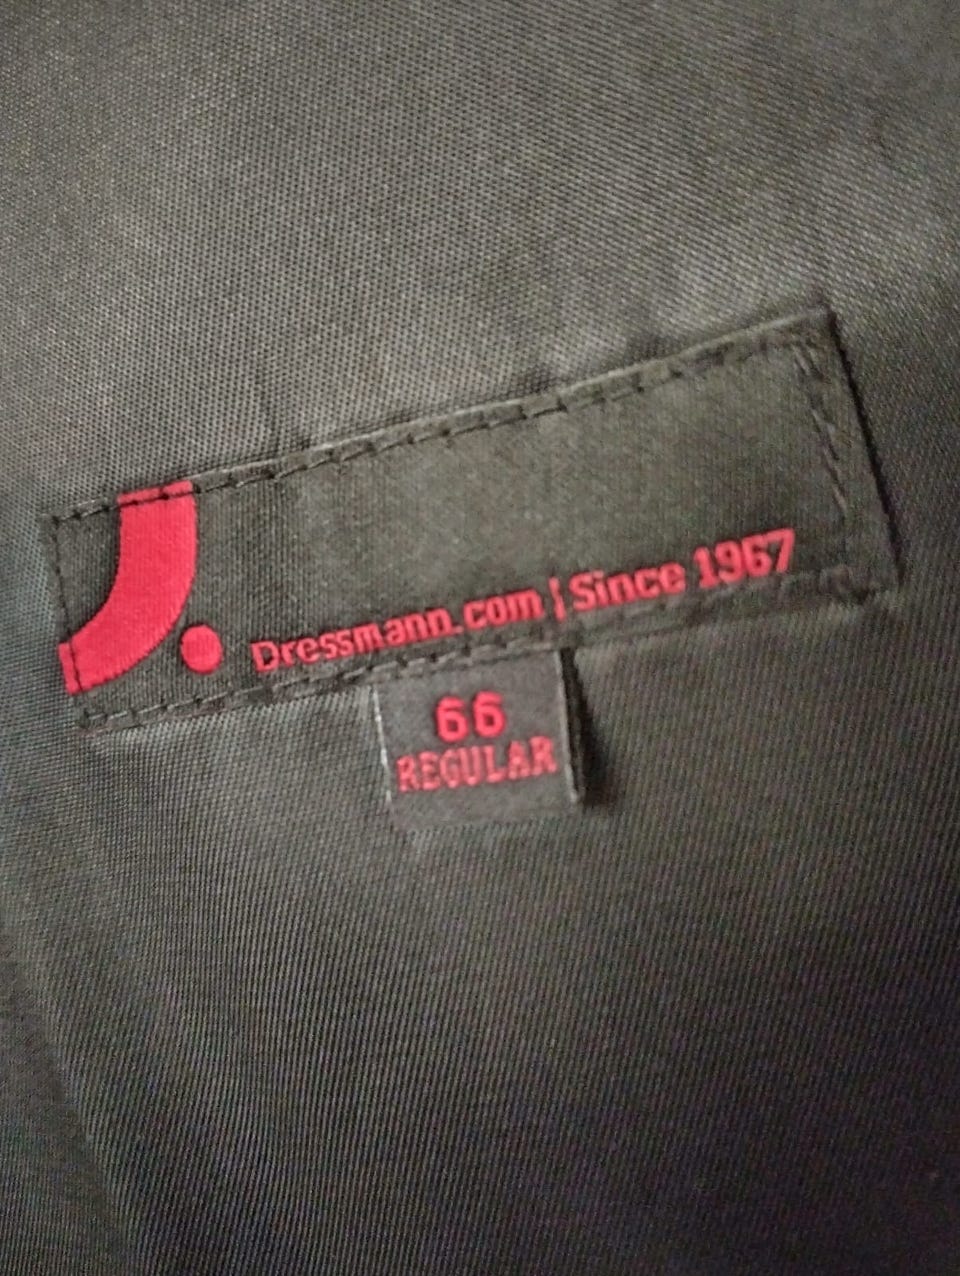 Dressmann.com | Since 1967
66
REGULAR